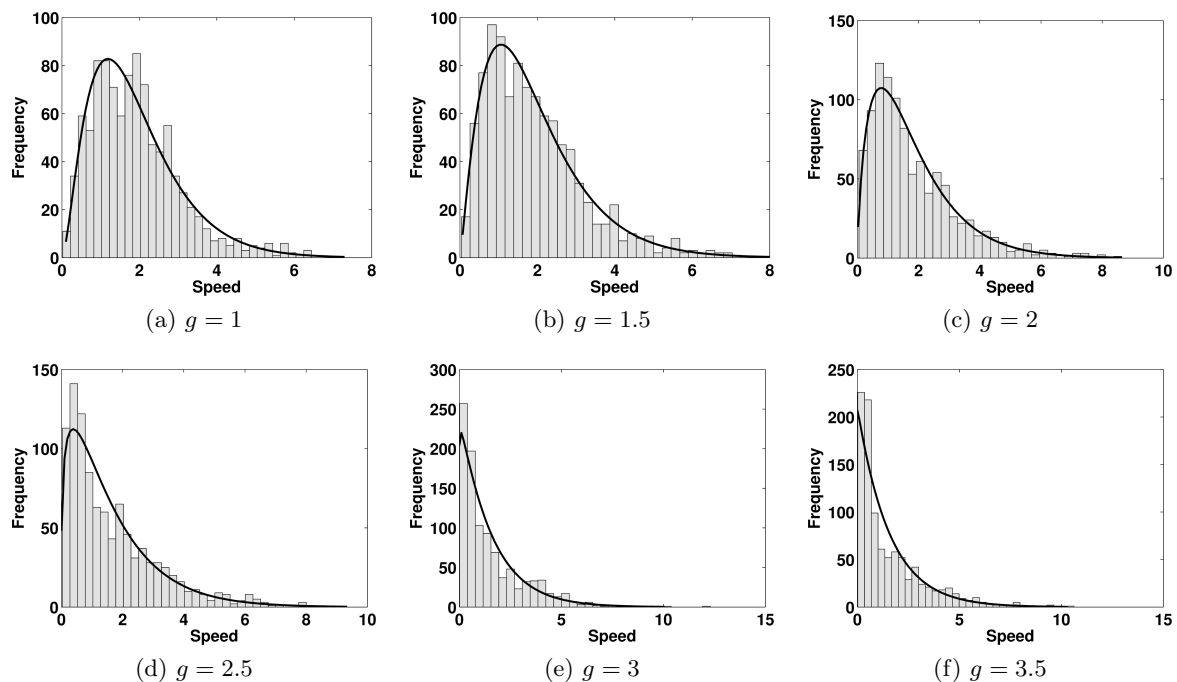 100
80
60
40
20
0
Frequency
0 2 4 6 8
Speed
(a) g = 1
100
80
60
40
20
0
Frequency
0 2 4 6 8
Speed
(b) g = 1.5
150
100
50
0
Frequency
0 2 4 6 8 10
Speed
(c) g = 2
150
100
50
0
Frequency
0 2 4 6 8 10
Speed
(d) g = 2.5
300
250
200
150
100
50
0
Frequency
0 5 10 15
Speed
(e) g = 3
250
200
150
100
50
0
Frequency
0 5 10 15
Speed
(f) g = 3.5